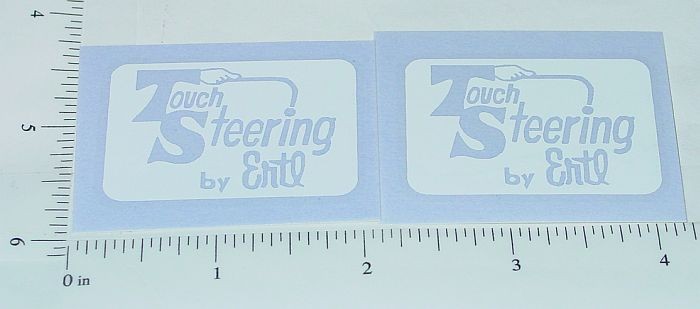 4
5
6
Touch
Steering
by Ertl
Touch
Steering
by Ertl
0 in 1 2 3 4